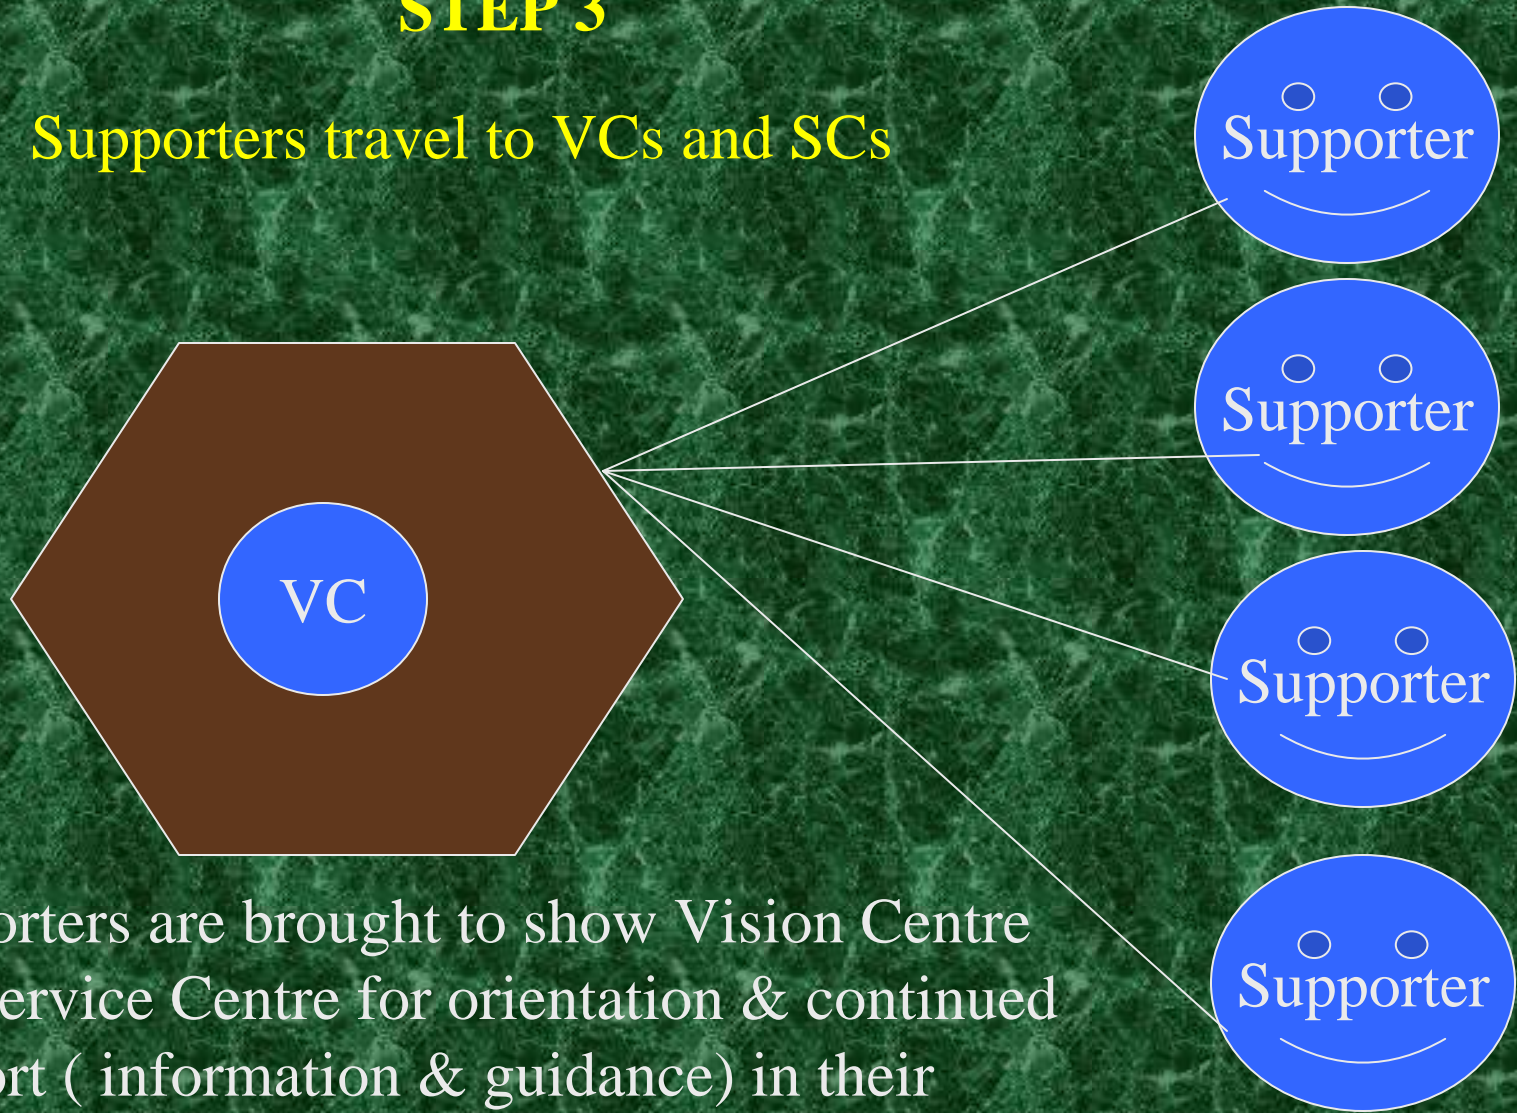 STEP 3
Supporters travel to VCs and SCs
Supporter
Supporter
VC
Supporter
orters are brought to show Vision Centre
ervice Centre for orientation & continued
Supporter
ort ( information & guidance) in their